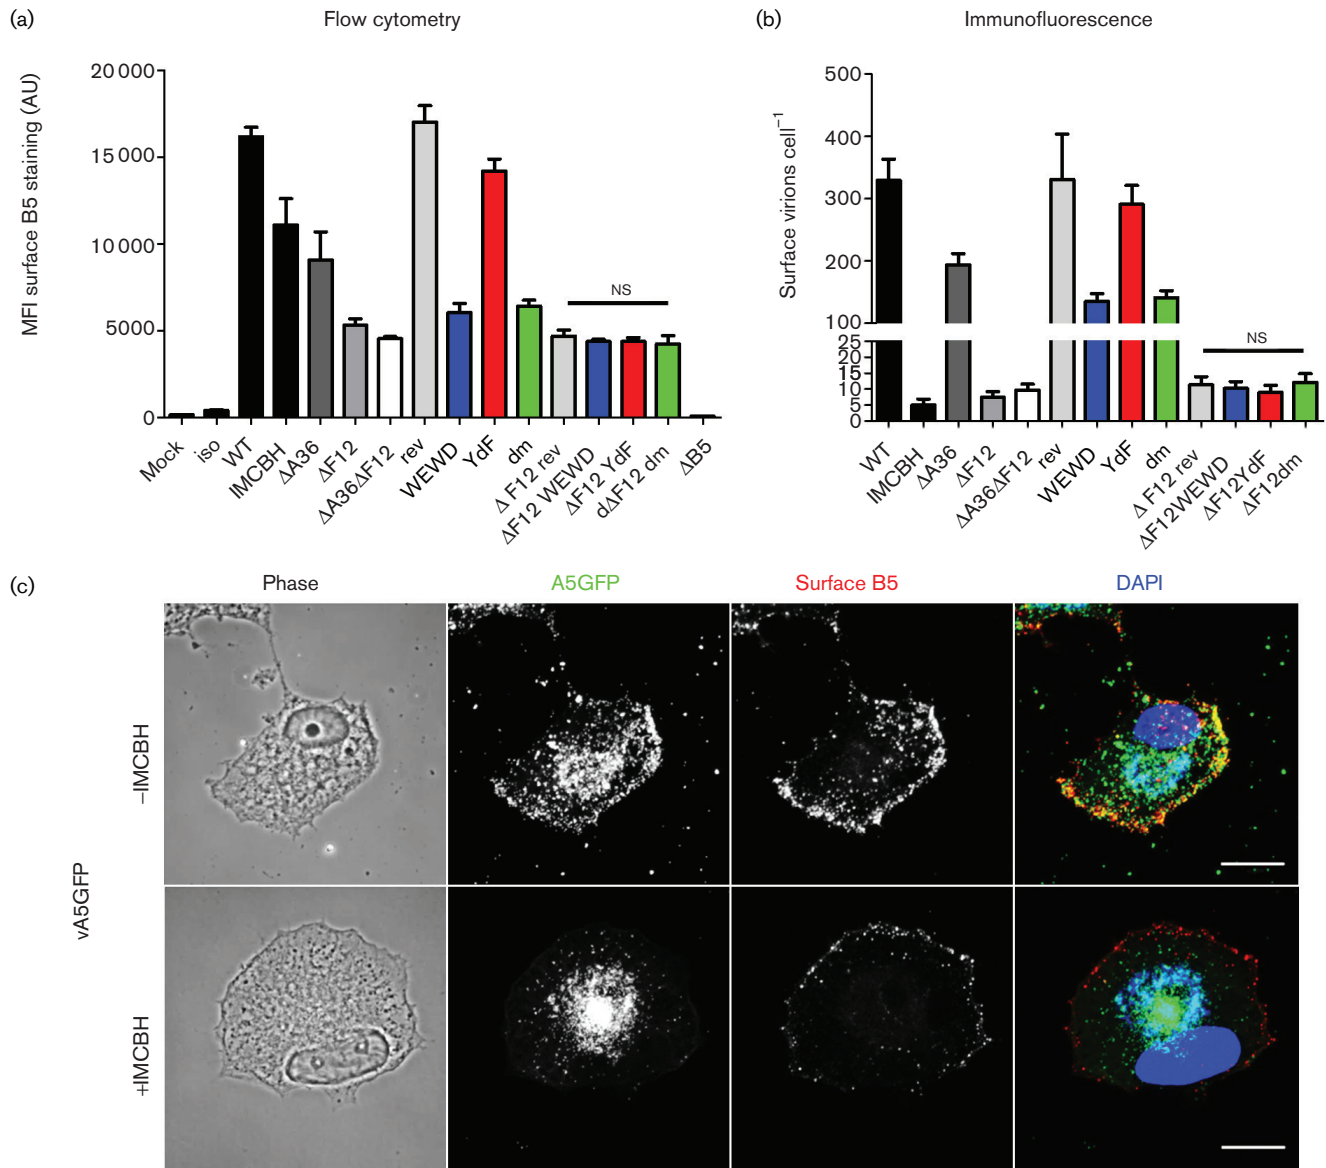 (a)
Flow cytometry
MFI surface B5 staining (AU)
20 000
15 000
10 000
5000
0
Mock
iso
WT
IMCBH
ΔA36
ΔF12
ΔA36ΔF12
rev
WEWD
YdF
dm
Δ F12 rev
ΔF12 WEWD
ΔF12 YdF
dΔF12 dm
ΔB5
NS
(b)
Immunofluorescence
Surface virions cell⁻¹
500
400
300
200
100
25
20
15
10
5
0
WT
IMCBH
ΔA36
ΔF12
ΔA36ΔF12
rev
WEWD
YdF
dm
Δ F12 rev
ΔF12WEWD
ΔF12YdF
ΔF12dm
NS
(c)
Phase
A5GFP
Surface B5
DAPI
vA5GFP
–IMCBH
+IMCBH